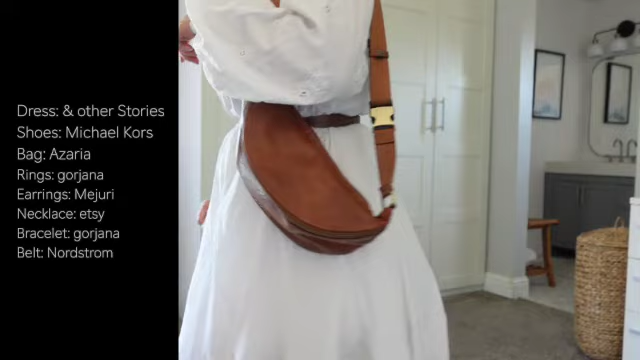 Dress: & other Stories
Shoes: Michael Kors
Bag: Azaria
Rings: gorjana
Earrings: Mejuri
Necklace: etsy
Bracelet: gorjana
Belt: Nordstrom